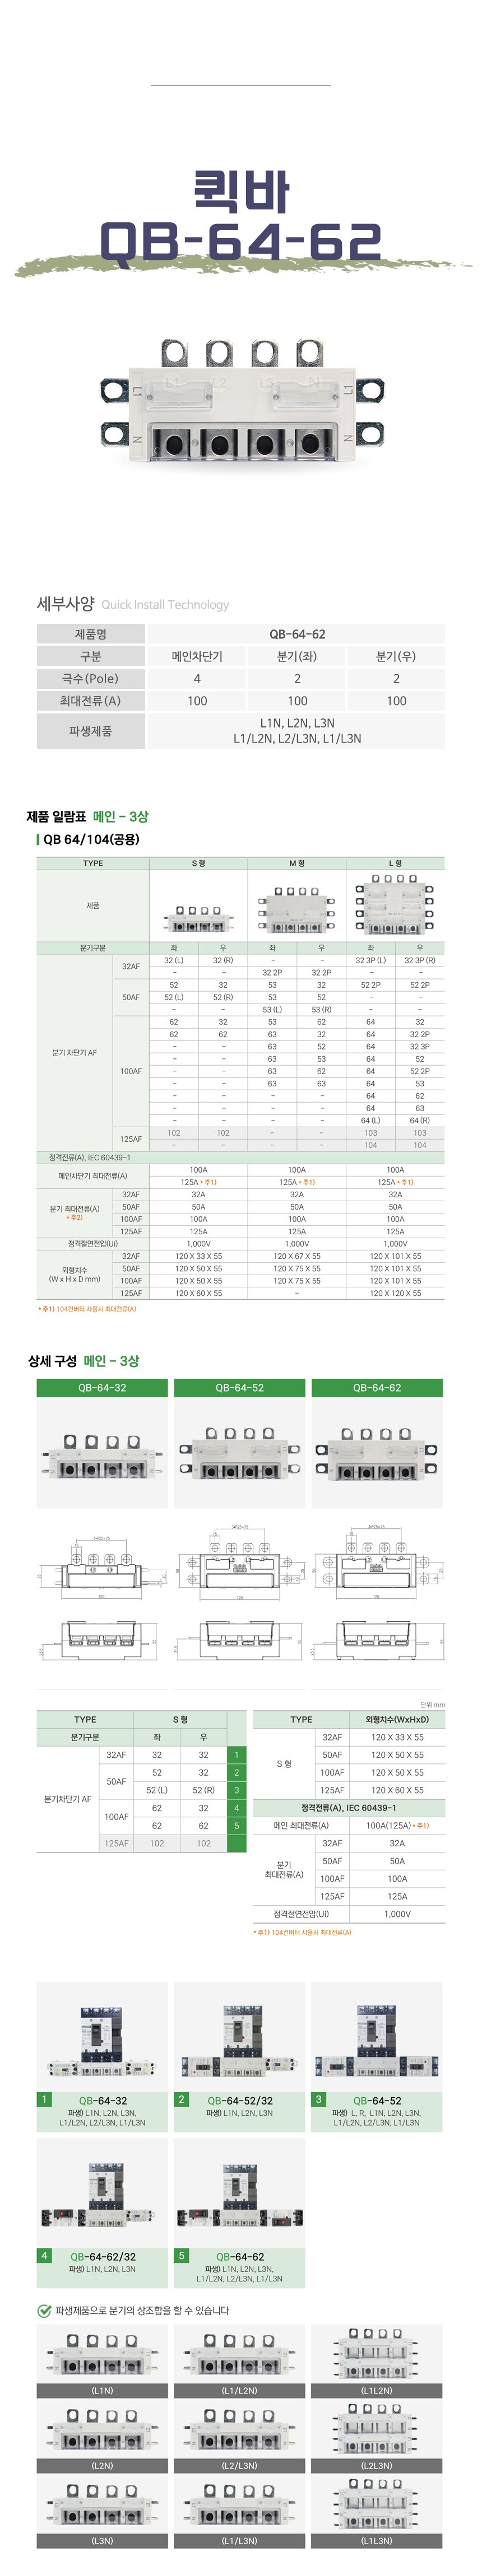 퀵바
QB-64-62
L1 L2 L3 N
L1 L1
N N
세부사양 Quick Install Technology
제품명 QB-64-62
구분 메인차단기 분기(좌) 분기(우)
극수(Pole) 4 2 2
최대전류(A) 100 100 100
파생제품 L1N, L2N, L3N
L1/L2N, L2/L3N, L1/L3N
제품 일람표 메인 - 3상
QB 64/104(공용)
TYPE S 형 M 형 L 형
제품
분기구분 좌 우 좌 우 좌 우
분기 차단기 AF
32AF 32 (L) 32 (R) - - 32 3P (L) 32 3P (R)
- - 32 2P 32 2P - -
50AF 52 32 53 32 52 2P 52 2P
52 (L) 52 (R) 53 52 - -
- - 53 (L) 53 (R) - -
100AF 62 32 53 62 64 32
62 62 63 32 64 32 2P
- - 63 52 64 32 3P
- - 63 53 64 52
- - 63 62 64 52 2P
- - 63 63 64 53
- - - - 64 62
- - - - 64 63
- - - - 64 (L) 64 (R)
125AF 102 102 - - 103 103
- - - - 104 104
정격전류(A), IEC 60439-1
메인차단기 최대전류(A) 100A 100A 100A
125A * 주1) 125A * 주1) 125A * 주1)
분기 최대전류(A)
* 주2)
32AF 32A 32A 32A
50AF 50A 50A 50A
100AF 100A 100A 100A
125AF 125A 125A 125A
정격절연전압(Ui) 1,000V 1,000V 1,000V
외형치수
(W x H x D mm)
32AF 120 X 33 X 55 120 X 67 X 55 120 X 101 X 55
50AF 120 X 50 X 55 120 X 75 X 55 120 X 101 X 55
100AF 120 X 50 X 55 120 X 75 X 55 120 X 101 X 55
125AF 120 X 60 X 55 - 120 X 120 X 55
* 주1) 104컨버터 사용시 최대전류(A)
상세 구성 메인 - 3상
QB-64-32 QB-64-52 QB-64-62
3*P25=75 3*P25=75 3*P25=75
120 120 120
단위 mm
TYPE S 형
분기구분 좌 우
분기차단기 AF
32AF 32 32 1
50AF 52 32 2
52 (L) 52 (R) 3
100AF 62 32 4
62 62 5
125AF 102 102
TYPE 외형치수(WxHxD)
S 형
32AF 120 X 33 X 55
50AF 120 X 50 X 55
100AF 120 X 50 X 55
125AF 120 X 60 X 55
정격전류(A), IEC 60439-1
메인 최대전류(A) 100A(125A) * 주1)
분기
최대전류(A)
32AF 32A
50AF 50A
100AF 100A
125AF 125A
정격절연전압(Ui) 1,000V
* 주1) 104컨버터 사용시 최대전류(A)
1 QB-64-32
파생) L1N, L2N, L3N,
L1/L2N, L2/L3N, L1/L3N
2 QB-64-52/32
파생) L1N, L2N, L3N
3 QB-64-52
파생) L, R, L1N, L2N, L3N,
L1/L2N, L2/L3N, L1/L3N
4 QB-64-62/32
파생) L1N, L2N, L3N
5 QB-64-62
파생) L1N, L2N, L3N,
L1/L2N, L2/L3N, L1/L3N
파생제품으로 분기의 상조합을 할 수 있습니다
(L1N) (L1/L2N) (L1L2N)
(L2N) (L2/L3N) (L2L3N)
(L3N) (L1/L3N) (L1L3N)